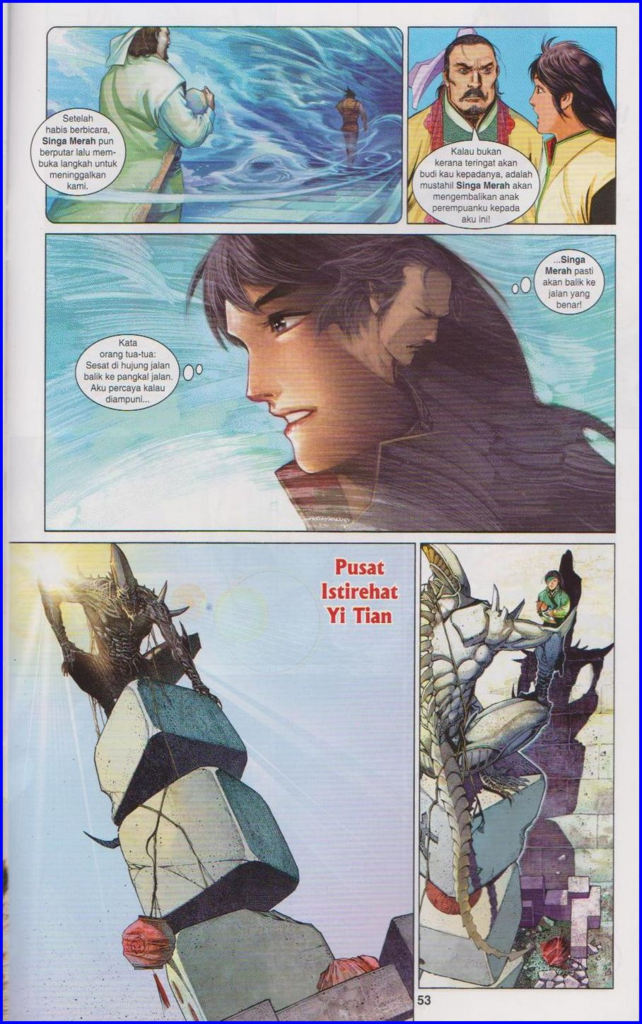 Setelah
habis berbicara,
Singa Merah pun
berputar lalu mem-
buka langkah untuk
meninggalkan
kami.
Kalau bukan
kerana teringat akan
budi kau kepadanya, adalah
mustahil Singa Merah akan
mengembalikan anak
perempuanku kepada
aku ini!
Kata
orang tua-tua:
Sesat di hujung jalan
balik ke pangkal jalan.
Aku percaya kalau
diampuni...
...Singa
Merah pasti
akan balik ke
jalan yang
benar!
Pusat
Istirehat
Yi Tian
53